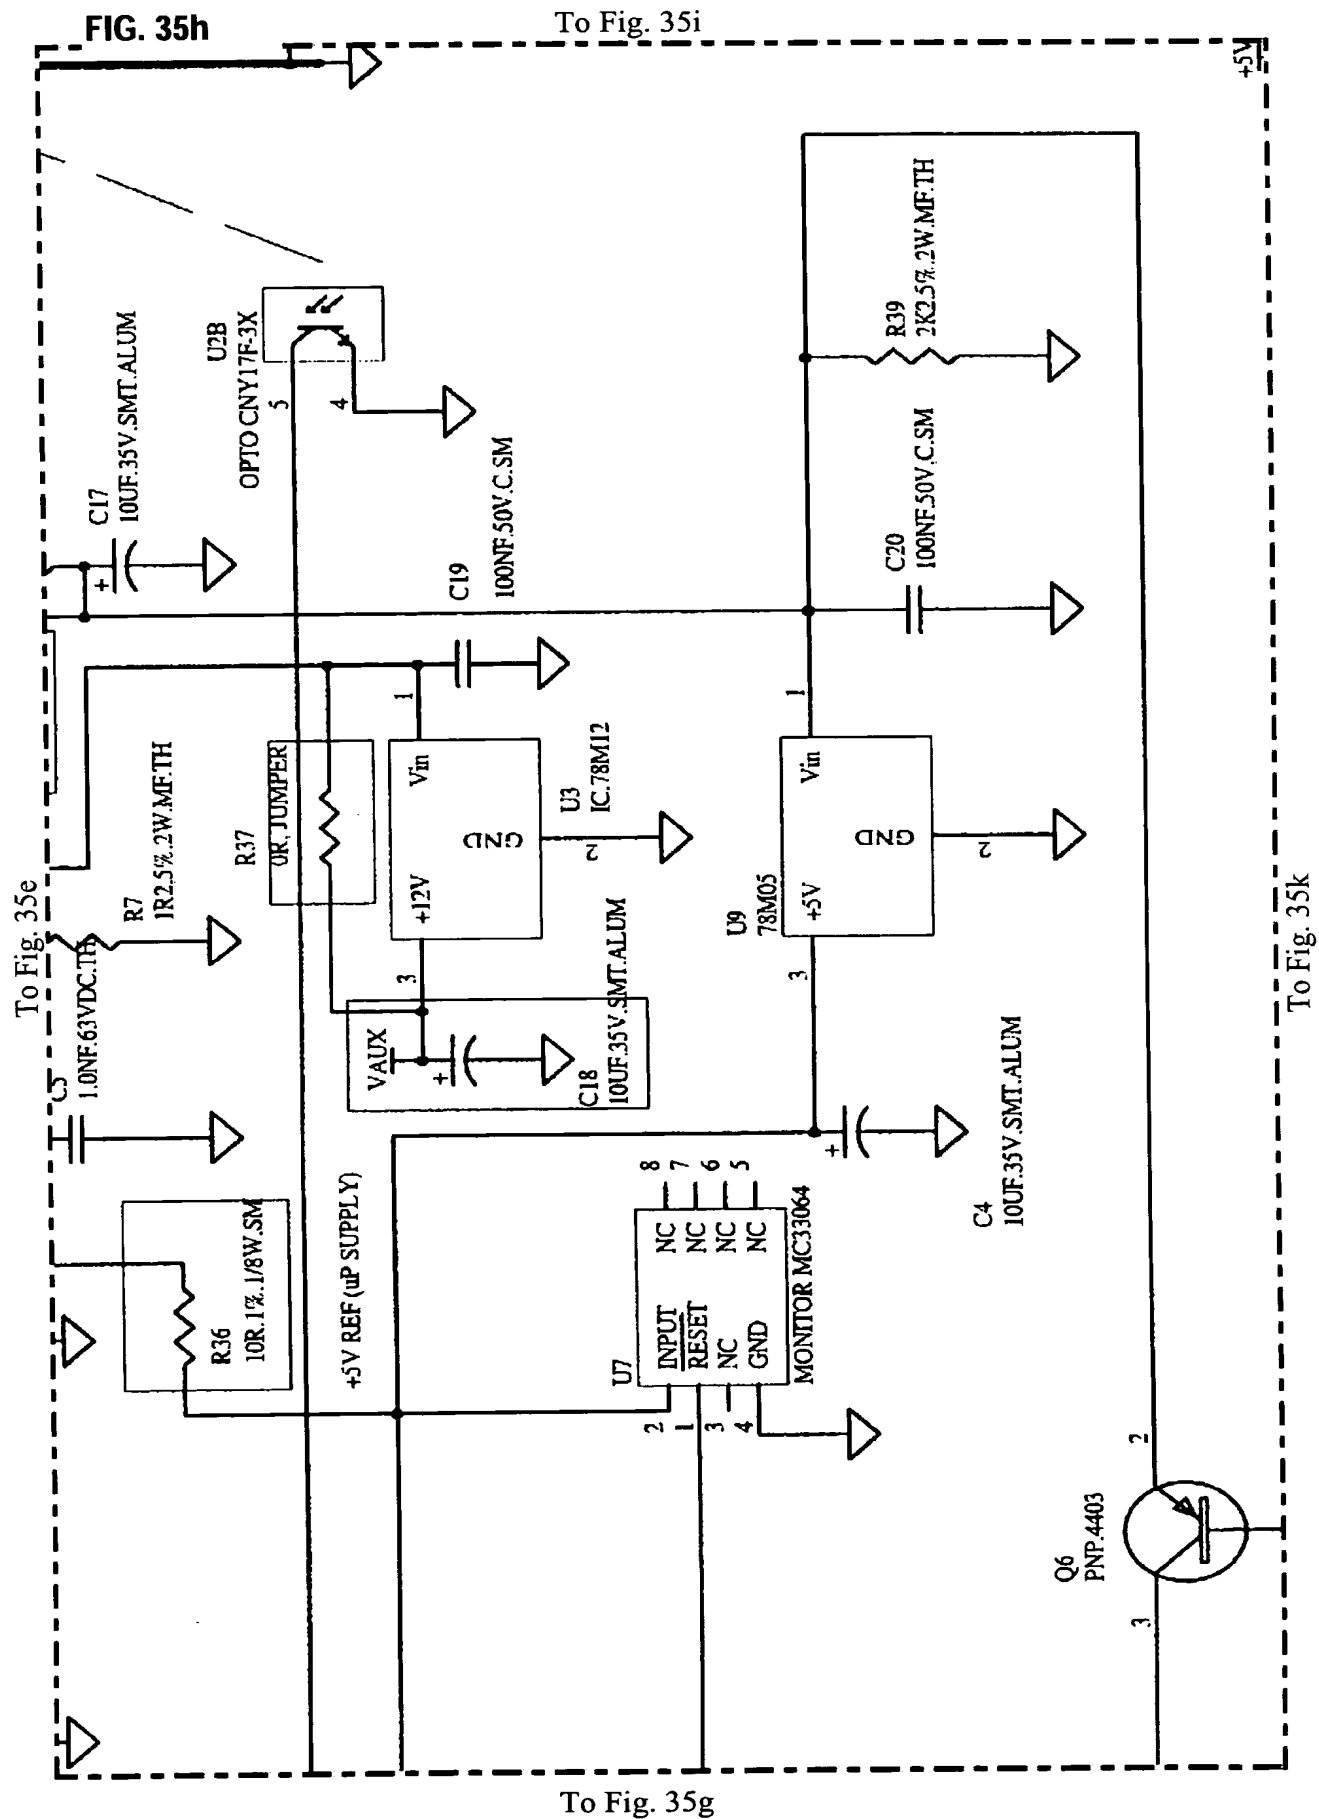 FIG. 35h
To Fig. 35i
+5V
C17
10UF.35V.SMT.ALUM
+
U2B
OPTO CNY17F-3X
5
4
R39
2K2.5%.2W.MF.TH
C19
100NF.50V.C.SM
C20
100NF.50V.C.SM
To Fig. 35e
R7
1R2.5%.2W.MF.TH
R37
0R, JUMPER
1
Vin
GND
+12V
2
3
U3
IC.78M12
1
Vin
GND
+5V
2
3
U9
78M05
To Fig. 35k
C5
1.0NF.63VDC.TH
VAUX
+
C18
10UF.35V.SMT.ALUM
+
C4
10UF.35V.SMT.ALUM
R36
10R.1%.1/8W.SM
+5V REF (uP SUPPLY)
U7
INPUT
RESET
NC
GND
NC
NC
NC
NC
8
7
6
5
2
1
3
4
MONITOR MC33064
2
Q6
PNP.4403
3
To Fig. 35g